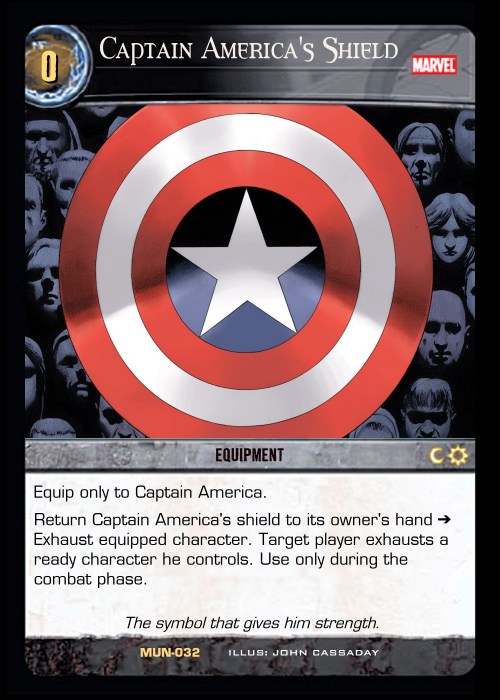 0
Captain America's Shield
MARVEL
EQUIPMENT
Equip only to Captain America.
Return Captain America's shield to its owner's hand ➔
Exhaust equipped character. Target player exhausts a
ready character he controls. Use only during the
combat phase.
The symbol that gives him strength.
MUN-032 ILLUS: JOHN CASSADAY